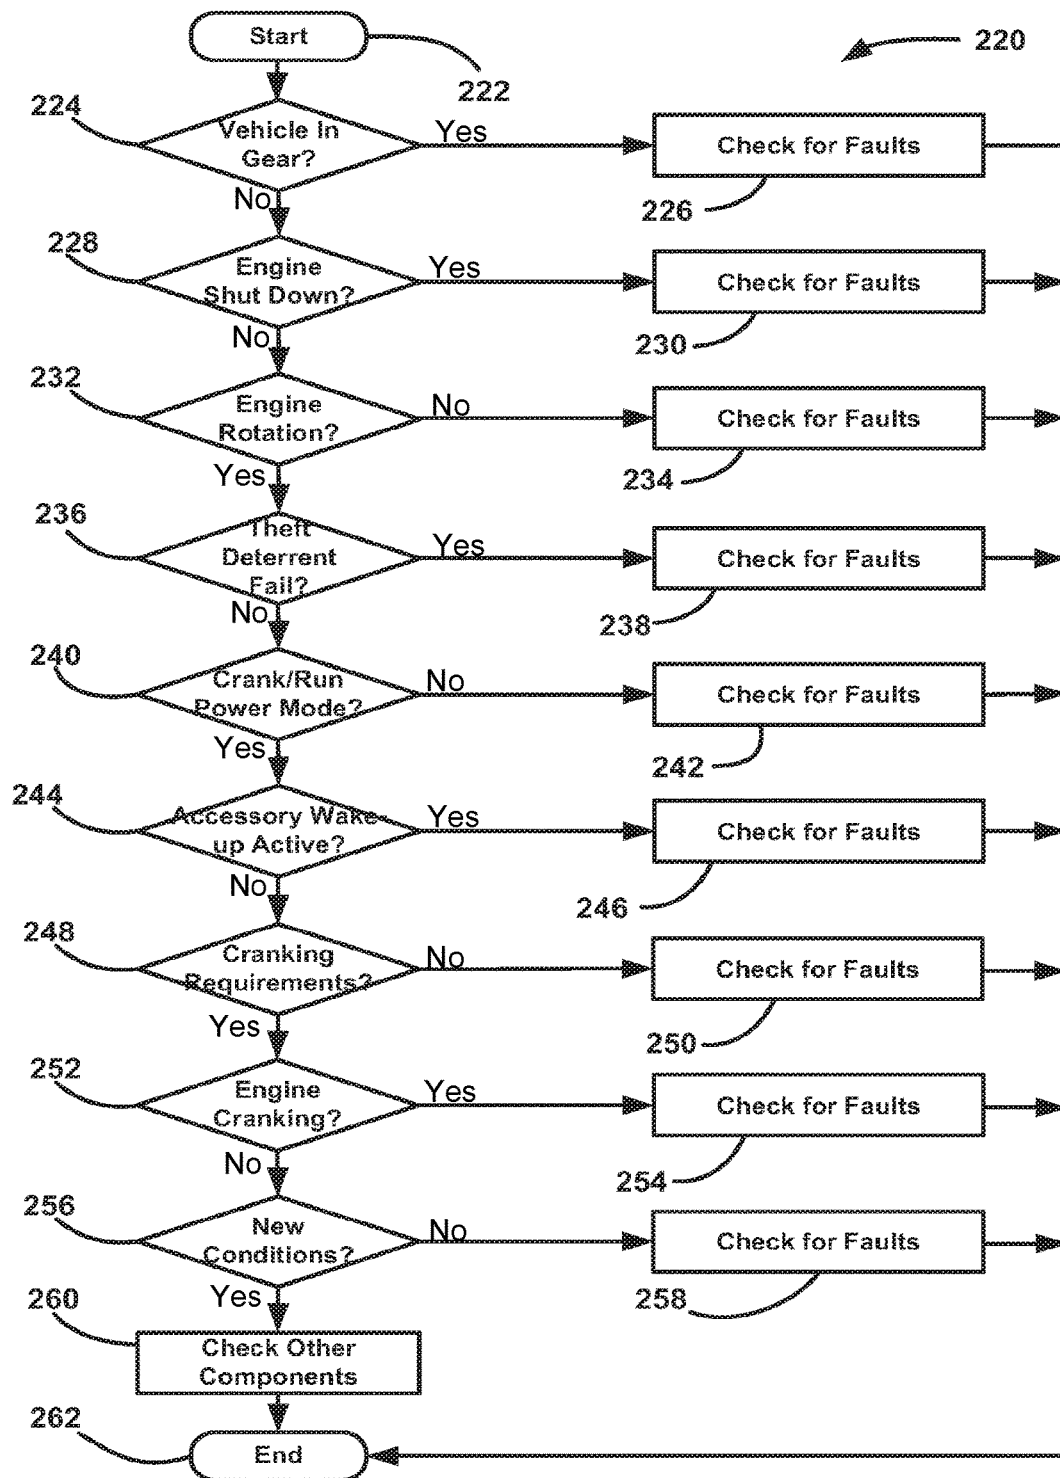 Start
220
222
224
Vehicle In
Gear?
Yes
Check for Faults
226
No
228
Engine
Shut Down?
Yes
Check for Faults
230
No
232
Engine
Rotation?
No
Check for Faults
234
Yes
236
Theft
Deterrent
Fail?
Yes
Check for Faults
238
No
240
Crank/Run
Power Mode?
No
Check for Faults
242
Yes
244
Accessory Wake-
up Active?
Yes
Check for Faults
246
No
248
Cranking
Requirements?
No
Check for Faults
250
Yes
252
Engine
Cranking?
Yes
Check for Faults
254
No
256
New
Conditions?
No
Check for Faults
258
Yes
260
Check Other
Components
262
End